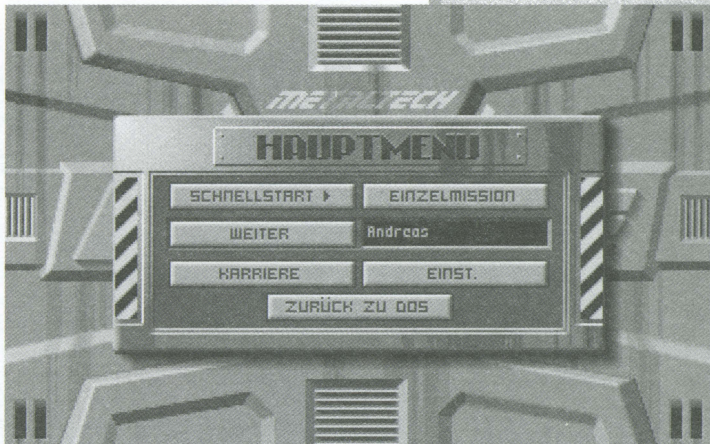 METALTECH
HAUPTMENÜ
SCHNELLSTART EINZELMISSION
WEITER Andreas
KARRIERE EINST.
ZURÜCK ZU DOS